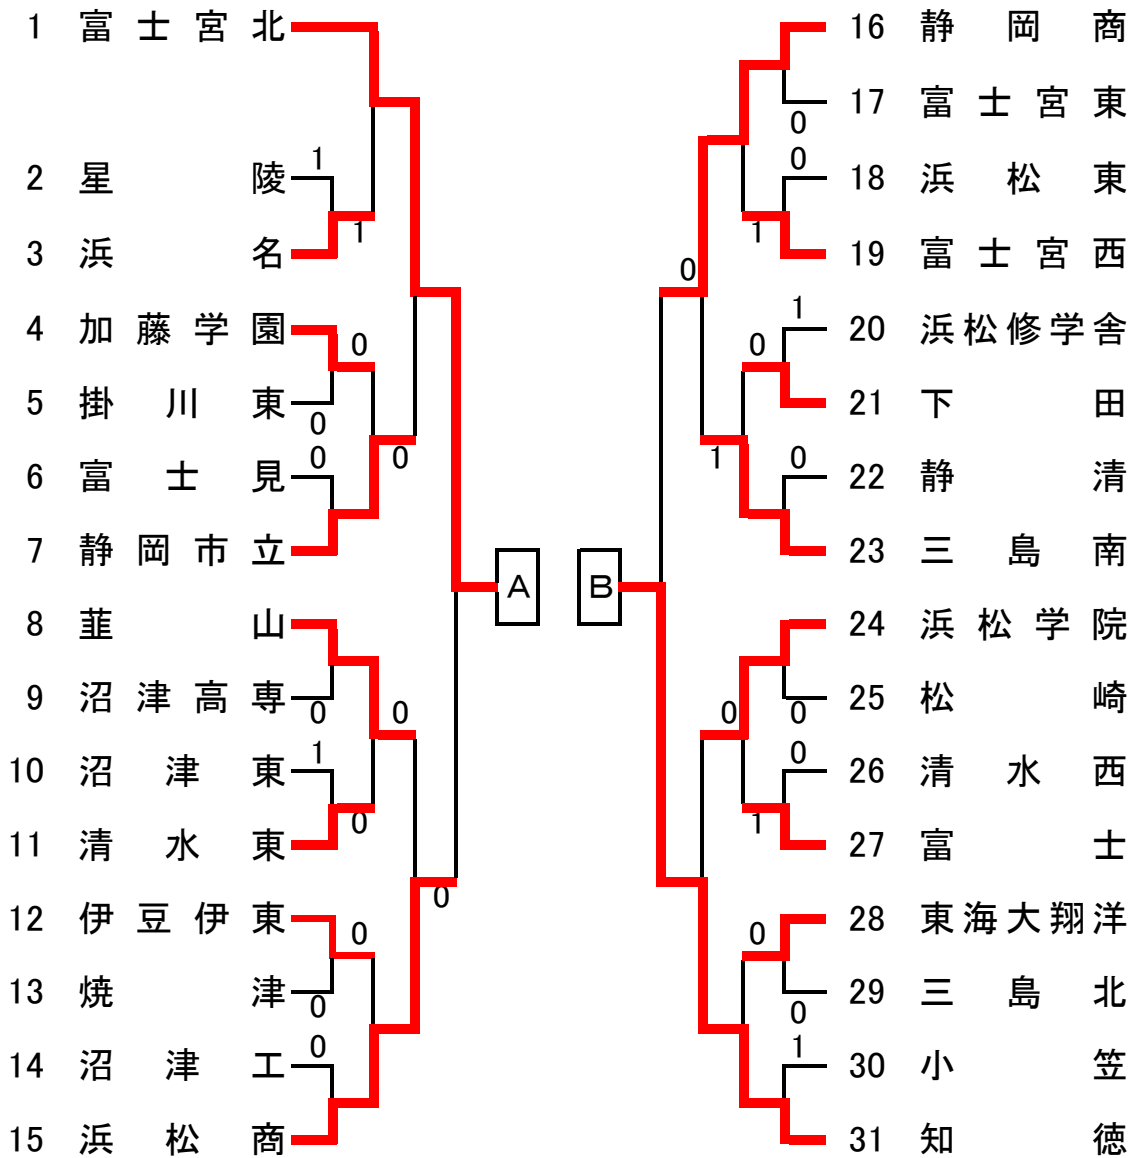 1 富士宮北
2 星陵 1
3 浜名
1
4 加藤学園
0
5 掛川東 0
6 富士見 0
0
7 静岡市立
8 韮山
9 沼津高専 0
0
10 沼津東 1
0
11 清水東
0
12 伊豆伊東
0
13 焼津 0
14 沼津工 0
15 浜松商
A
B
16 静岡商
17 富士宮東 0
18 浜松東 0
1
19 富士宮西
0
20 浜松修学舎 1
0
21 下田
1
22 静清 0
23 三島南
24 浜松学院
25 松崎 0
0
26 清水西 0
1
27 富士
28 東海大翔洋
0
29 三島北 0
30 小笠 1
31 知徳